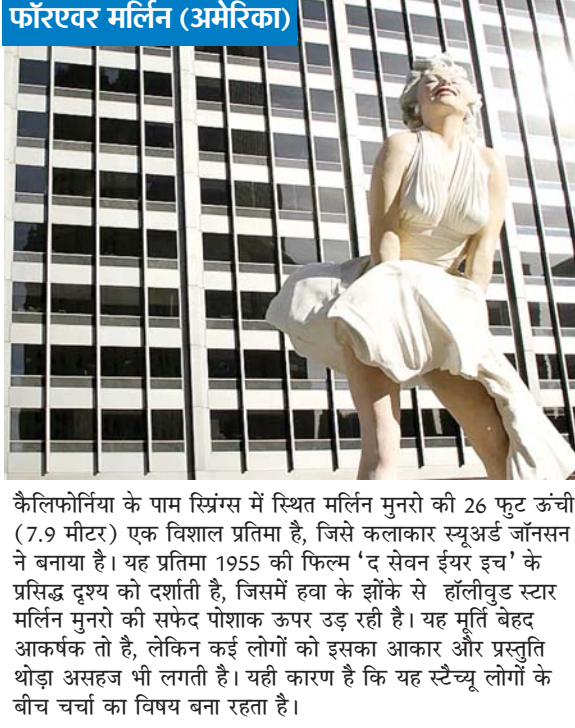 फॉरएवर मर्लिन (अमेरिका)
कैलिफोर्निया के पाम स्प्रिंग्स में स्थित मर्लिन मुनरो की 26 फुट ऊंची
(7.9 मीटर) एक विशाल प्रतिमा है, जिसे कलाकार स्यूअर्ड जॉनसन
ने बनाया है। यह प्रतिमा 1955 की फिल्म ‘द सेवन ईयर इच’ के
प्रसिद्ध दृश्य को दर्शाती है, जिसमें हवा के झोंके से हॉलीवुड स्टार
मर्लिन मुनरो की सफेद पोशाक ऊपर उड़ रही है। यह मूर्ति बेहद
आकर्षक तो है, लेकिन कई लोगों को इसका आकार और प्रस्तुति
थोड़ा असहज भी लगती है। यही कारण है कि यह स्टैच्यू लोगों के
बीच चर्चा का विषय बना रहता है।